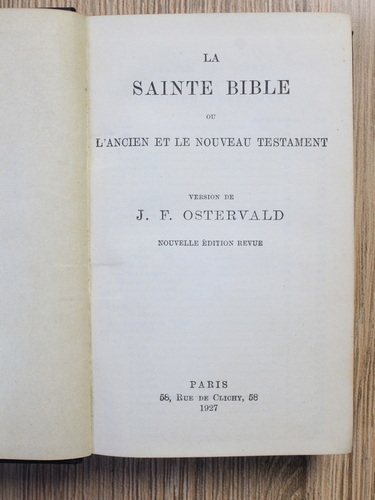 LA
SAINTE BIBLE
OU
L'ANCIEN ET LE NOUVEAU TESTAMENT
VERSION DE
J. F. OSTERVALD
NOUVELLE ÉDITION REVUE
PARIS
58, RUE DE CLICHY, 58
1927